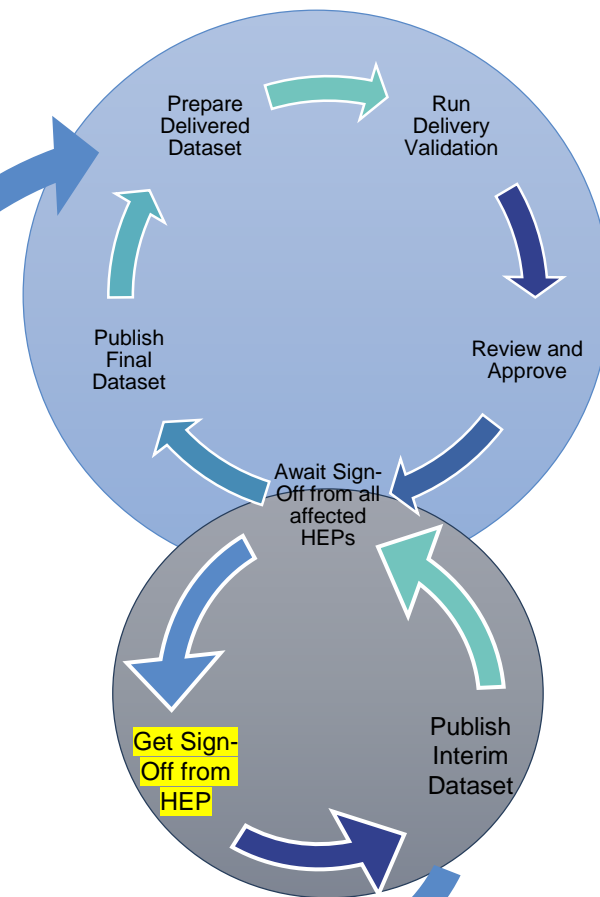 Prepare
Delivered
Dataset
Run
Delivery
Validation
Review and
Approve
Await Sign-
Off from all
affected
HEPs
Publish
Final
Dataset
Get Sign-
Off from
HEP
Publish
Interim
Dataset